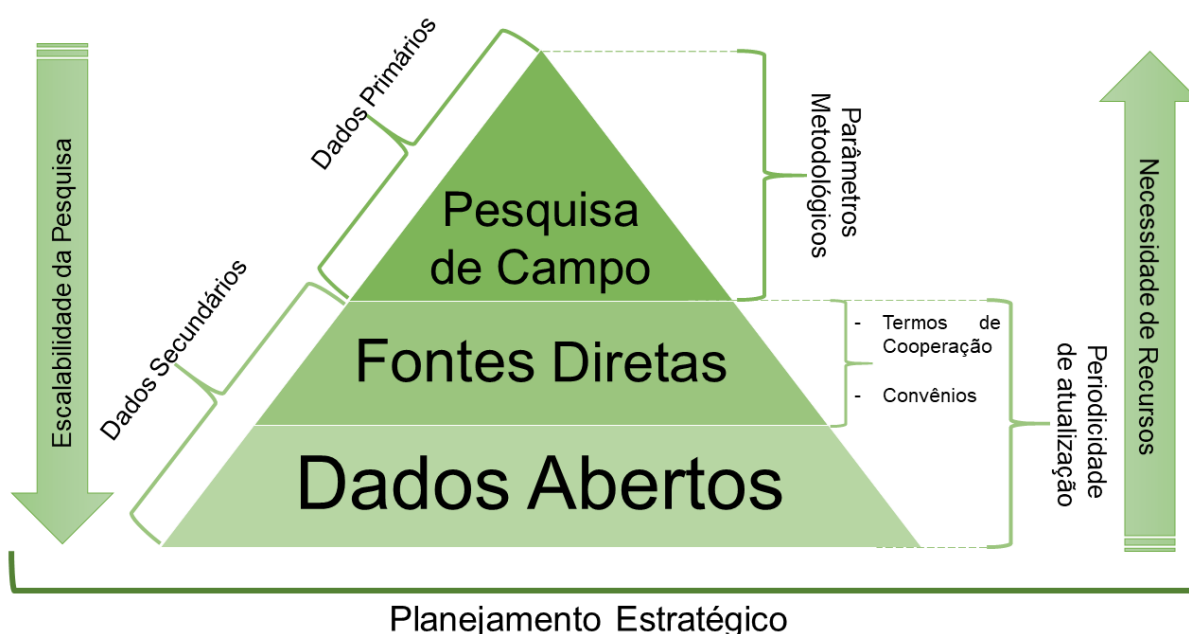 Escalabilidade da Pesquisa
Dados Primários
Dados Secundários
Pesquisa
de Campo
Fontes Diretas
Dados Abertos
Parâmetros
Metodológicos
- Termos de
Cooperação
- Convênios
Periodicidade
de atualização
Necessidade de Recursos
Planejamento Estratégico